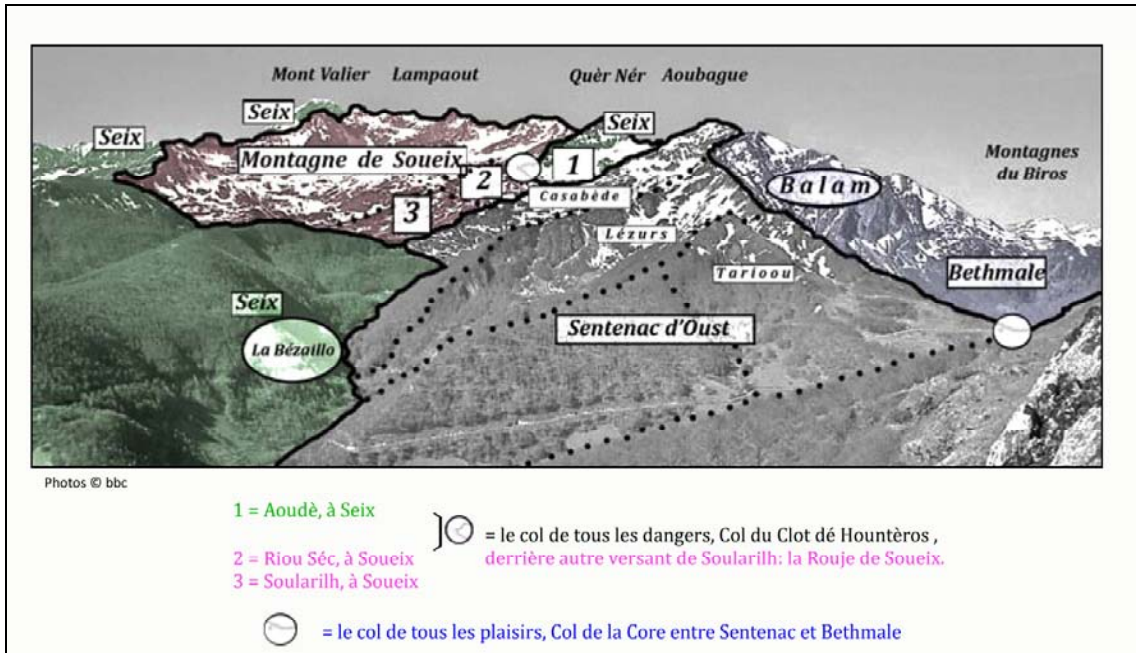 Mont Valier Lampaout Quèr Nér Aoubague
Seix
Seix
Seix
Montagnes
du Biros
Montagne de Soueix
1
2
3
Casabède
Balam
Lézurs
Tarioou
Bethmale
Seix
La Bézaillo
Sentenac d'Oust
Photos © bbc
1 = Aoudè, à Seix
= le col de tous les dangers, Col du Clot dé Hountèros ,
2 = Riou Séc, à Soueix
derrière autre versant de Soularilh: la Rouje de Soueix.
3 = Soularilh, à Soueix
= le col de tous les plaisirs, Col de la Core entre Sentenac et Bethmale